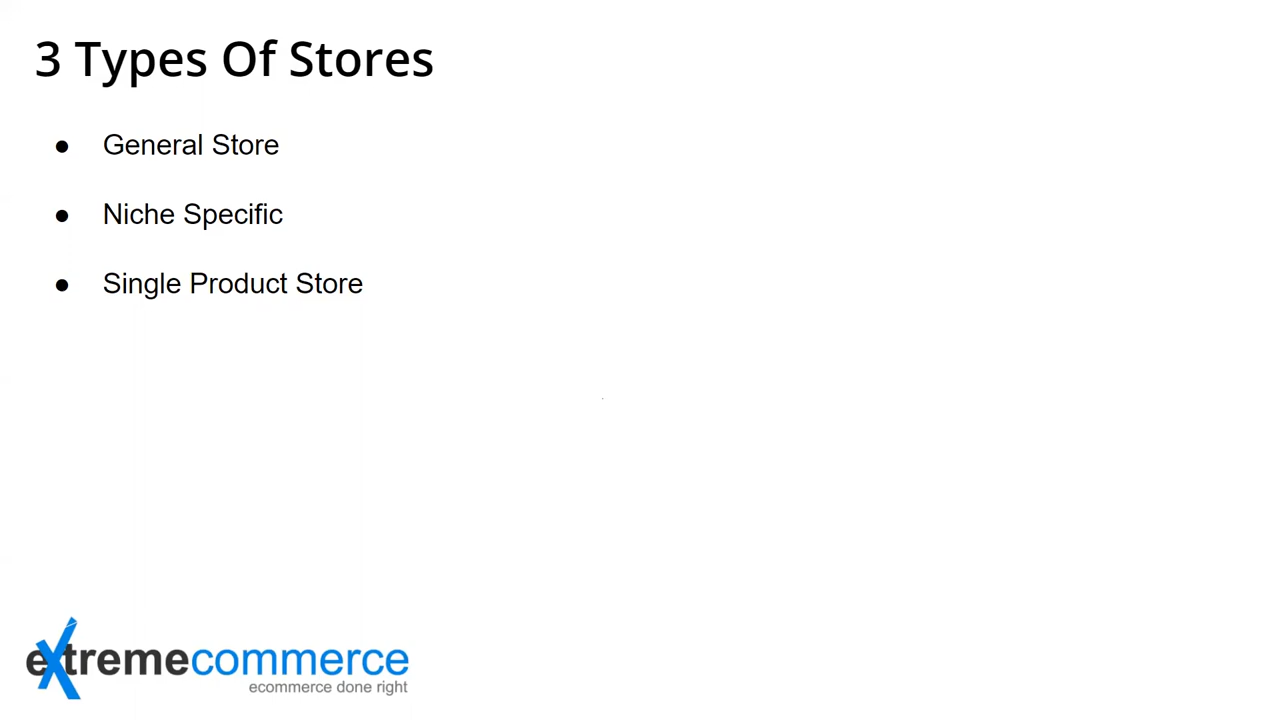 3 Types Of Stores
● General Store
● Niche Specific
● Single Product Store
extremecommerce
ecommerce done right